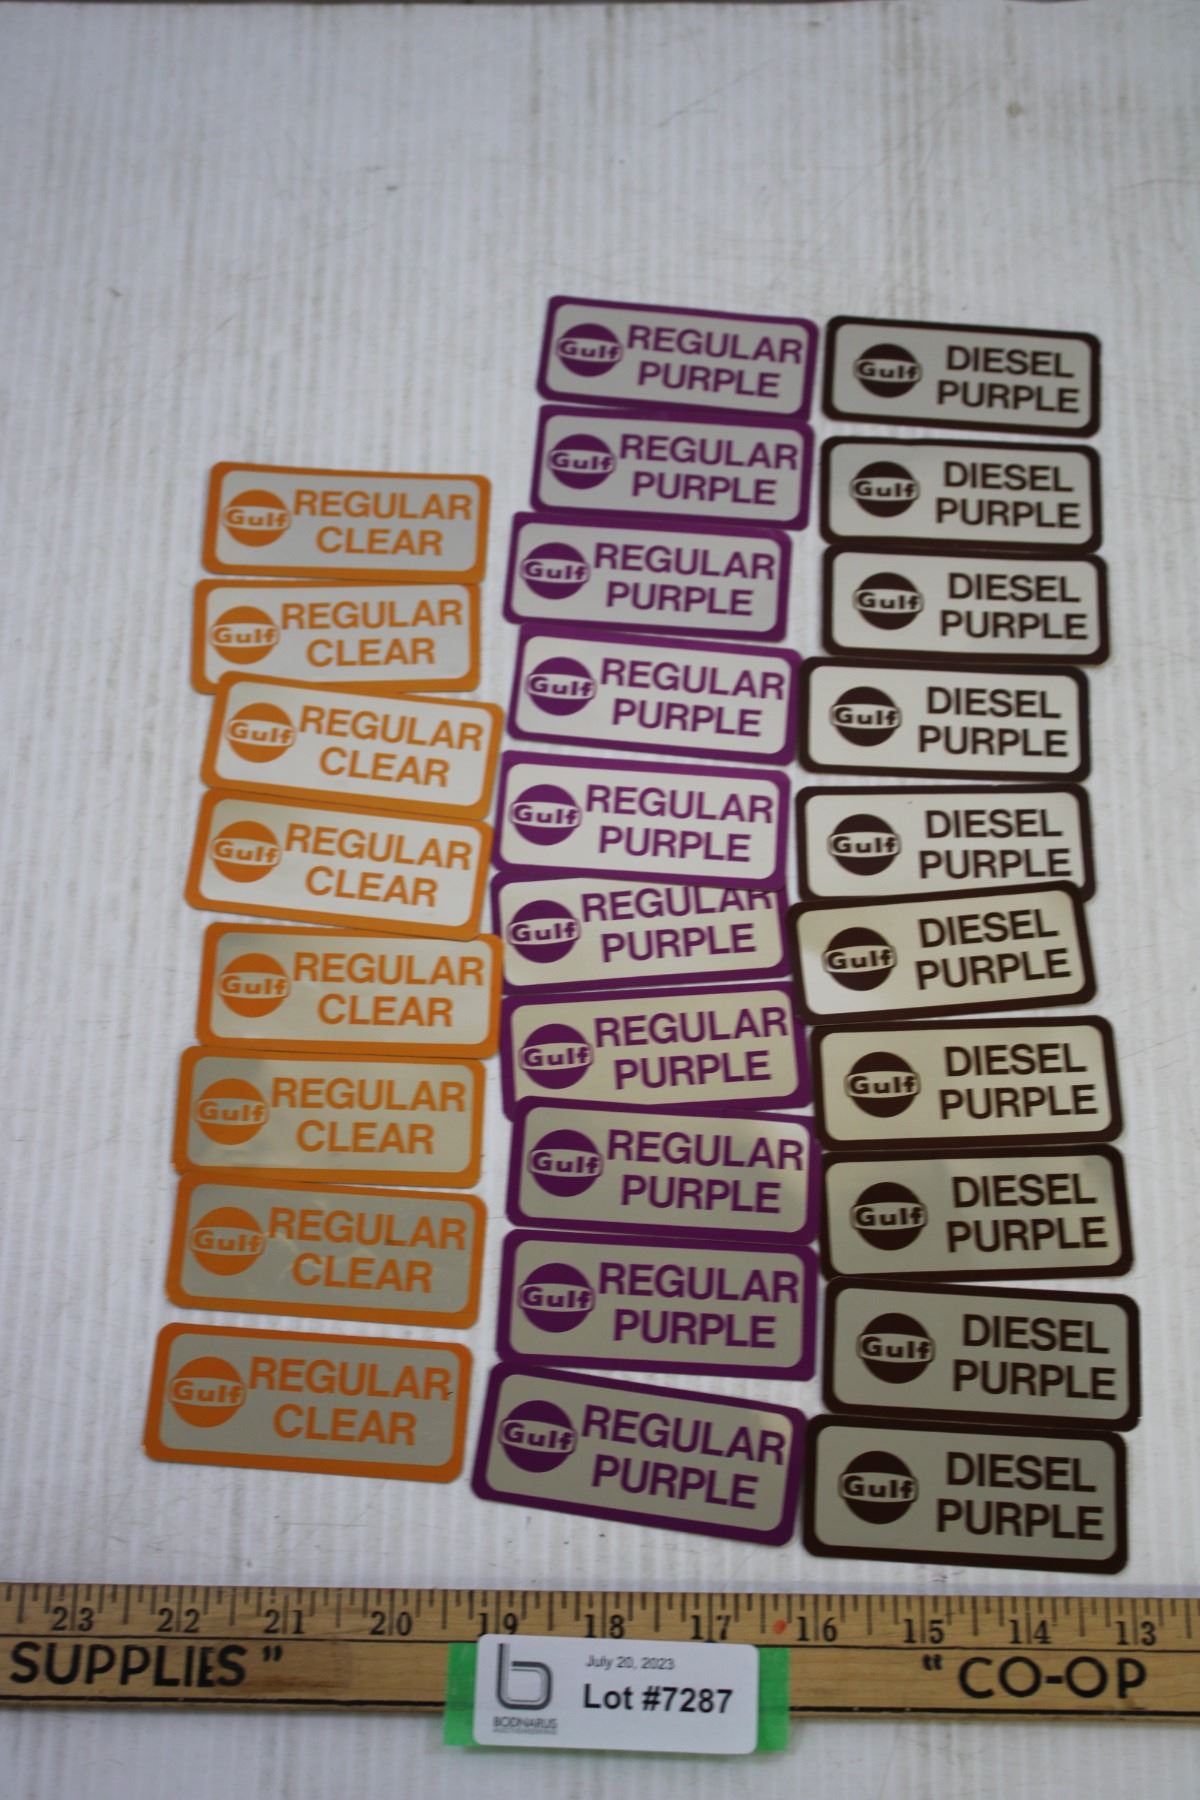 Gulf REGULAR
CLEAR
Gulf REGULAR
CLEAR
Gulf REGULAR
CLEAR
Gulf REGULAR
CLEAR
Gulf REGULAR
CLEAR
Gulf REGULAR
CLEAR
Gulf REGULAR
CLEAR
Gulf REGULAR
CLEAR
Gulf REGULAR
PURPLE
Gulf REGULAR
PURPLE
Gulf REGULAR
PURPLE
Gulf REGULAR
PURPLE
Gulf REGULAR
PURPLE
Gulf REGULAR
PURPLE
Gulf REGULAR
PURPLE
Gulf REGULAR
PURPLE
Gulf REGULAR
PURPLE
Gulf REGULAR
PURPLE
Gulf DIESEL
PURPLE
Gulf DIESEL
PURPLE
Gulf DIESEL
PURPLE
Gulf DIESEL
PURPLE
Gulf DIESEL
PURPLE
Gulf DIESEL
PURPLE
Gulf DIESEL
PURPLE
Gulf DIESEL
PURPLE
Gulf DIESEL
PURPLE
Gulf DIESEL
PURPLE
23 22 21 20 19 18 17 16 15 14 13
SUPPLIES " " CO-OP
July 20, 2023
Lot #7287
b
BODNARUS
AUCTIONEERING